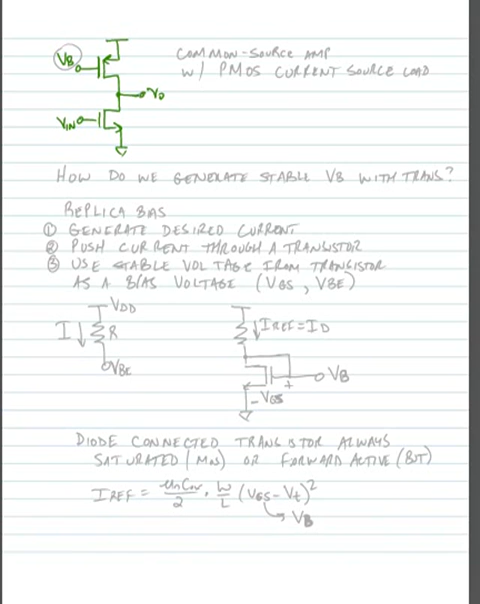 COMMON-SOURCE AMP
W/ PMOS CURRENT SOURCE LOAD
VB
VO
VIN
HOW DO WE GENERATE STABLE VB WITH TRANS?
REPLICA BIAS
① GENERATE DESIRED CURRENT
② PUSH CURRENT THROUGH A TRANSISTOR
③ USE STABLE VOLTAGE FROM TRANSISTOR
AS A BIAS VOLTAGE (VGS, VBE)
VDD
I R
VBE
IREF = ID
VB
+
- VGS
DIODE CONNECTED TRANSISTOR ALWAYS
SATURATED (MOS) OR FORWARD ACTIVE (BJT)
IREF = μnCox/2 · W/L (VGS - Vt)²
VB